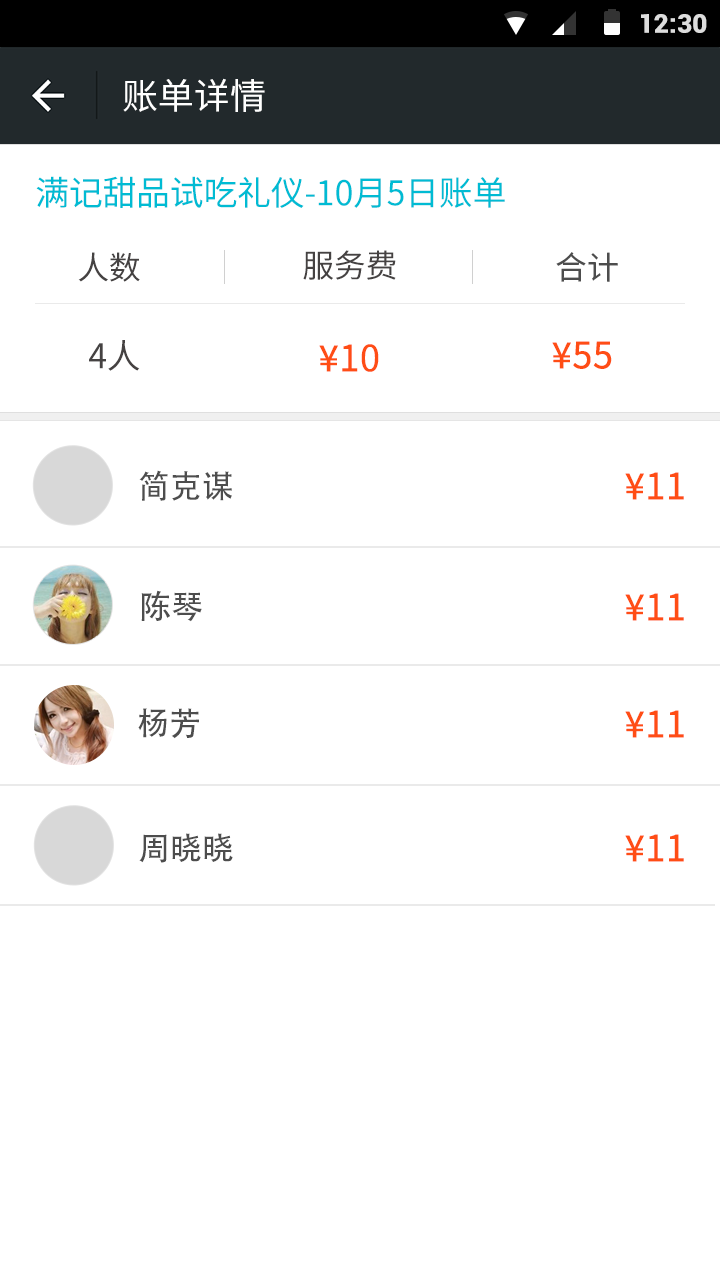 12:30
账单详情
满记甜品试吃礼仪-10月5日账单
人数 服务费 合计
4人 ¥10 ¥55
简克谋 ¥11
陈琴 ¥11
杨芳 ¥11
周晓晓 ¥11